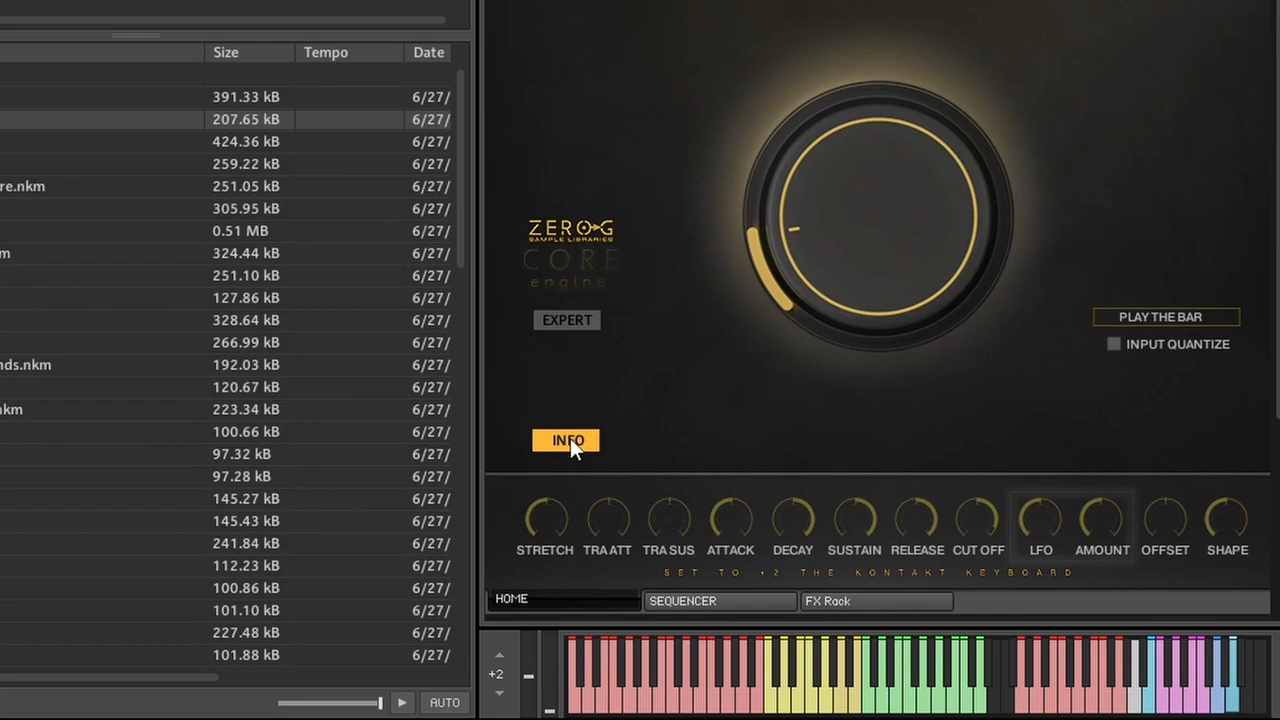 Size Tempo Date
391.33 kB 6/27/
207.65 kB 6/27/
424.36 kB 6/27/
259.22 kB 6/27/
re.nkm 251.05 kB 6/27/
305.95 kB 6/27/
0.51 MB 6/27/
m 324.44 kB 6/27/
251.10 kB 6/27/
127.86 kB 6/27/
328.64 kB 6/27/
266.99 kB 6/27/
nds.nkm 192.03 kB 6/27/
120.67 kB 6/27/
nkm 223.34 kB 6/27/
100.66 kB 6/27/
97.32 kB 6/27/
97.28 kB 6/27/
145.27 kB 6/27/
145.43 kB 6/27/
241.84 kB 6/27/
112.23 kB 6/27/
100.86 kB 6/27/
101.10 kB 6/27/
227.48 kB 6/27/
101.88 kB 6/27/
AUTO
ZERO-G
SAMPLE LIBRARIES
CORE
engine
EXPERT
PLAY THE BAR
INPUT QUANTIZE
INFO
STRETCH TRA ATT TRA SUS ATTACK DECAY SUSTAIN RELEASE CUT OFF LFO AMOUNT OFFSET SHAPE
SET TO +2 THE KONTAKT KEYBOARD
HOME SEQUENCER FX Rack
+2